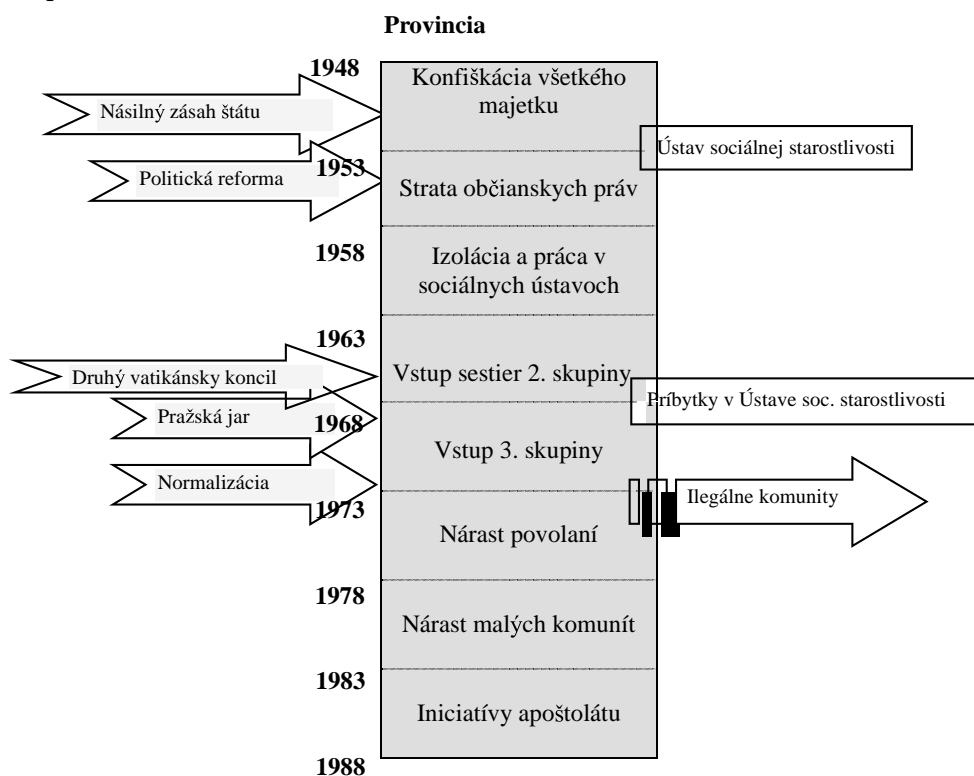 Provincia
1948
Konfiškácia všetkého
majetku
Násilný zásah štátu
Ústav sociálnej starostlivosti
1953
Politická reforma
Strata občianskych práv
1958
Izolácia a práca v
sociálnych ústavoch
1963
Druhý vatikánsky koncil
Vstup sestier 2. skupiny
Príbytky v Ústave soc. starostlivosti
Pražská jar
1968
Vstup 3. skupiny
Normalizácia
Ilegálne komunity
1973
Nárast povolaní
1978
Nárast malých komunít
1983
Iniciatívy apoštolátu
1988